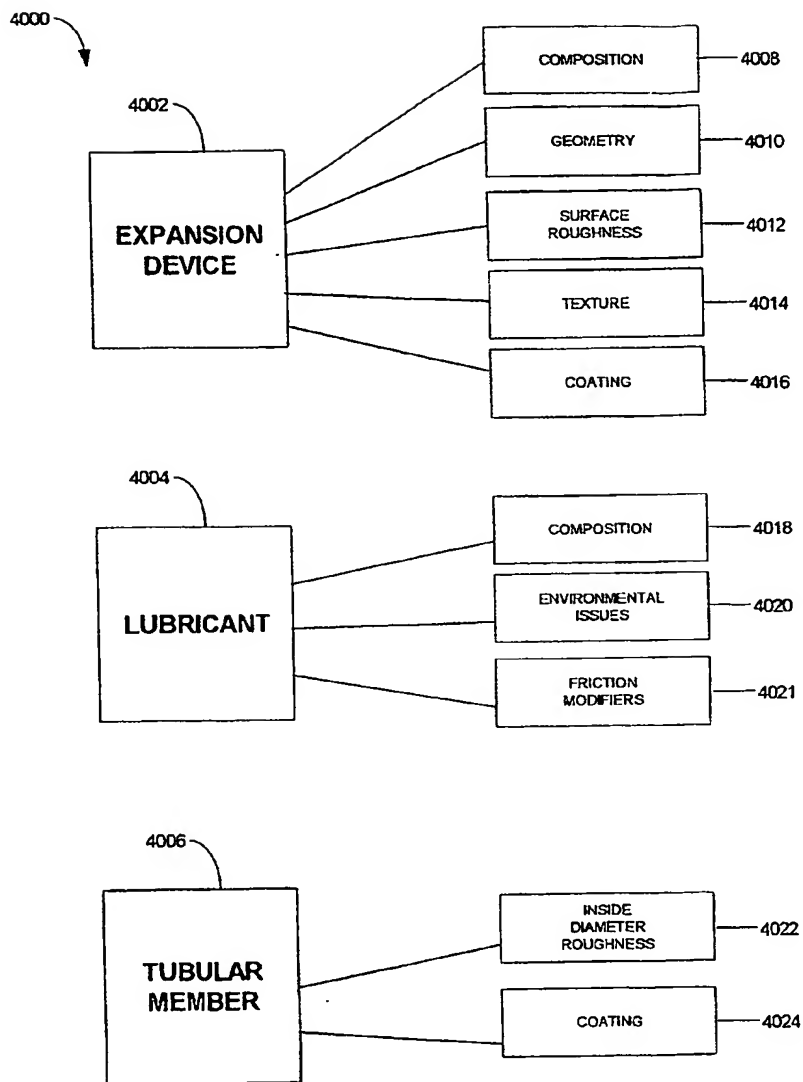 4000
4002
EXPANSION
DEVICE
COMPOSITION
4008
GEOMETRY
4010
SURFACE
ROUGHNESS
4012
TEXTURE
4014
COATING
4016
4004
LUBRICANT
COMPOSITION
4018
ENVIRONMENTAL
ISSUES
4020
FRICTION
MODIFIERS
4021
4006
TUBULAR
MEMBER
INSIDE
DIAMETER
ROUGHNESS
4022
COATING
4024